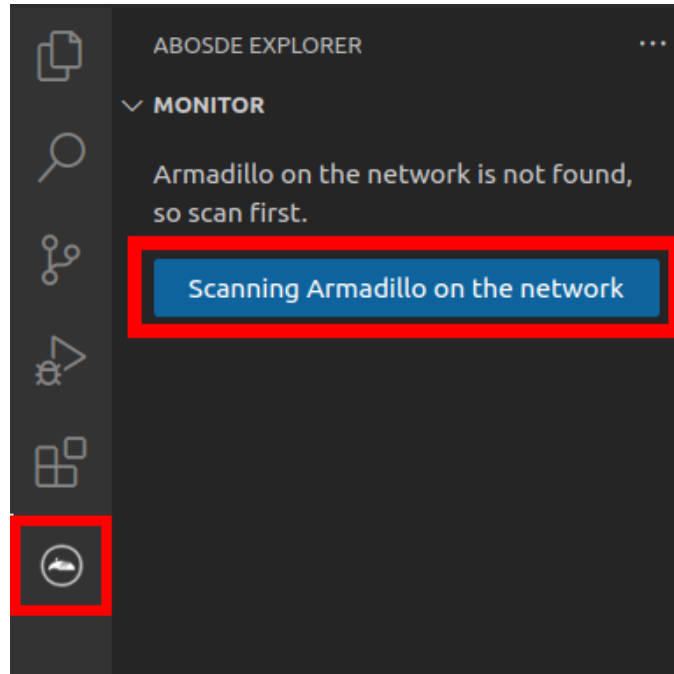 ABOSDE EXPLORER
MONITOR
Armadillo on the network is not found,
so scan first.
Scanning Armadillo on the network